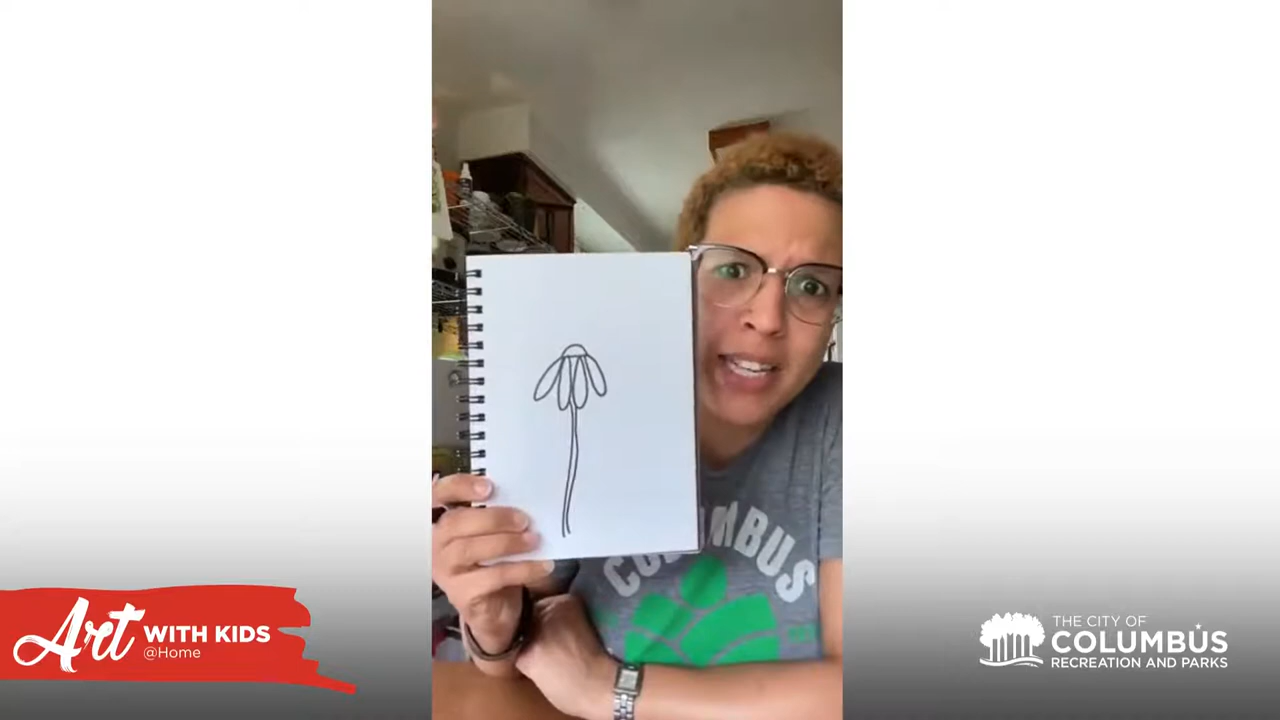 Art WITH KIDS
@Home
COLUMBUS
THE CITY OF
COLUMBUS
RECREATION AND PARKS